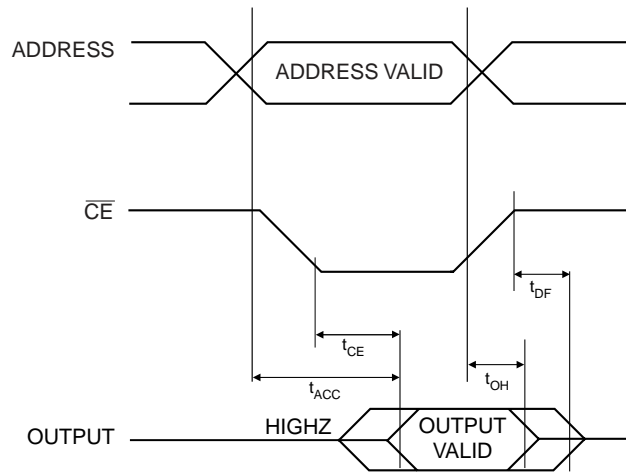 ADDRESS
ADDRESS VALID
CE
tDF
tCE
tOH
tACC
HIGHZ
OUTPUT
OUTPUT
VALID